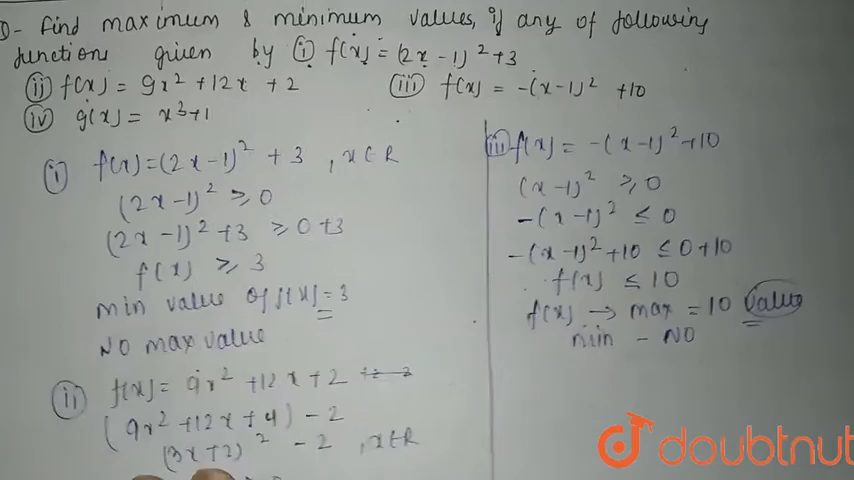 Q- Find maximum & minimum values, if any of following
functions given by (i) f(x) = (2x-1)²+3
(ii) f(x) = 9x² +12x +2
(iii) f(x) = -(x-1)² +10
(iv) g(x) = x³+1
(i) f(x)=(2x-1)² +3 , x∈R
(2x-1)² ≥ 0
(2x-1)²+3 ≥ 0+3
f(x) ≥ 3
Min value of f(x)=3
NO max value
(ii) f(x)= 9x² +12x+2
(9x²+12x+4) -2
(3x+2)² -2 , x∈R
(iii) f(x) = -(x-1)²+10
(x-1)² ≥0
-(x-1)² ≤ 0
-(x-1)²+10 ≤ 0+10
f(x) ≤ 10
f(x) → max = 10 value
min - NO
doubtnut